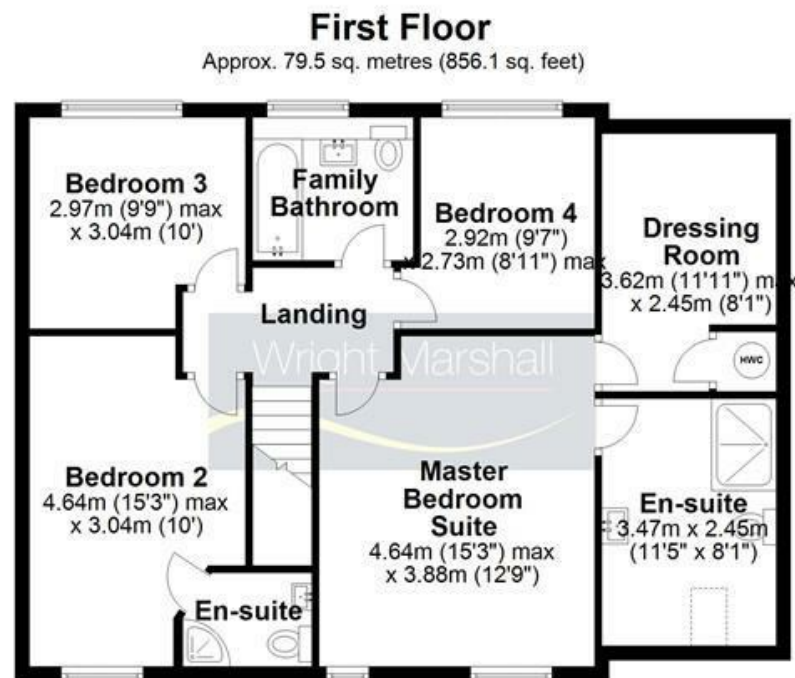 First Floor
Approx. 79.5 sq. metres (856.1 sq. feet)
Bedroom 3
2.97m (9'9") max
x 3.04m (10')
Family
Bathroom
Bedroom 4
2.92m (9'7")
x 2.73m (8'11") max
Dressing
Room
3.62m (11'11") max
x 2.45m (8'1")
Landing
HWC
Wright Marshall
Bedroom 2
4.64m (15'3") max
x 3.04m (10')
Master
Bedroom
Suite
4.64m (15'3") max
x 3.88m (12'9")
En-suite
3.47m x 2.45m
(11'5" x 8'1")
En-suite